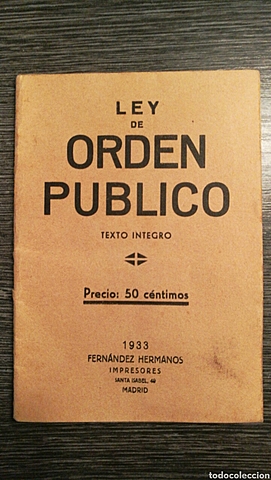 LEY
DE
ORDEN
PUBLICO
TEXTO INTEGRO
Precio: 50 céntimos
1933
FERNÁNDEZ HERMANOS
IMPRESORES
SANTA ISABEL, 49
MADRID
todocoleccion